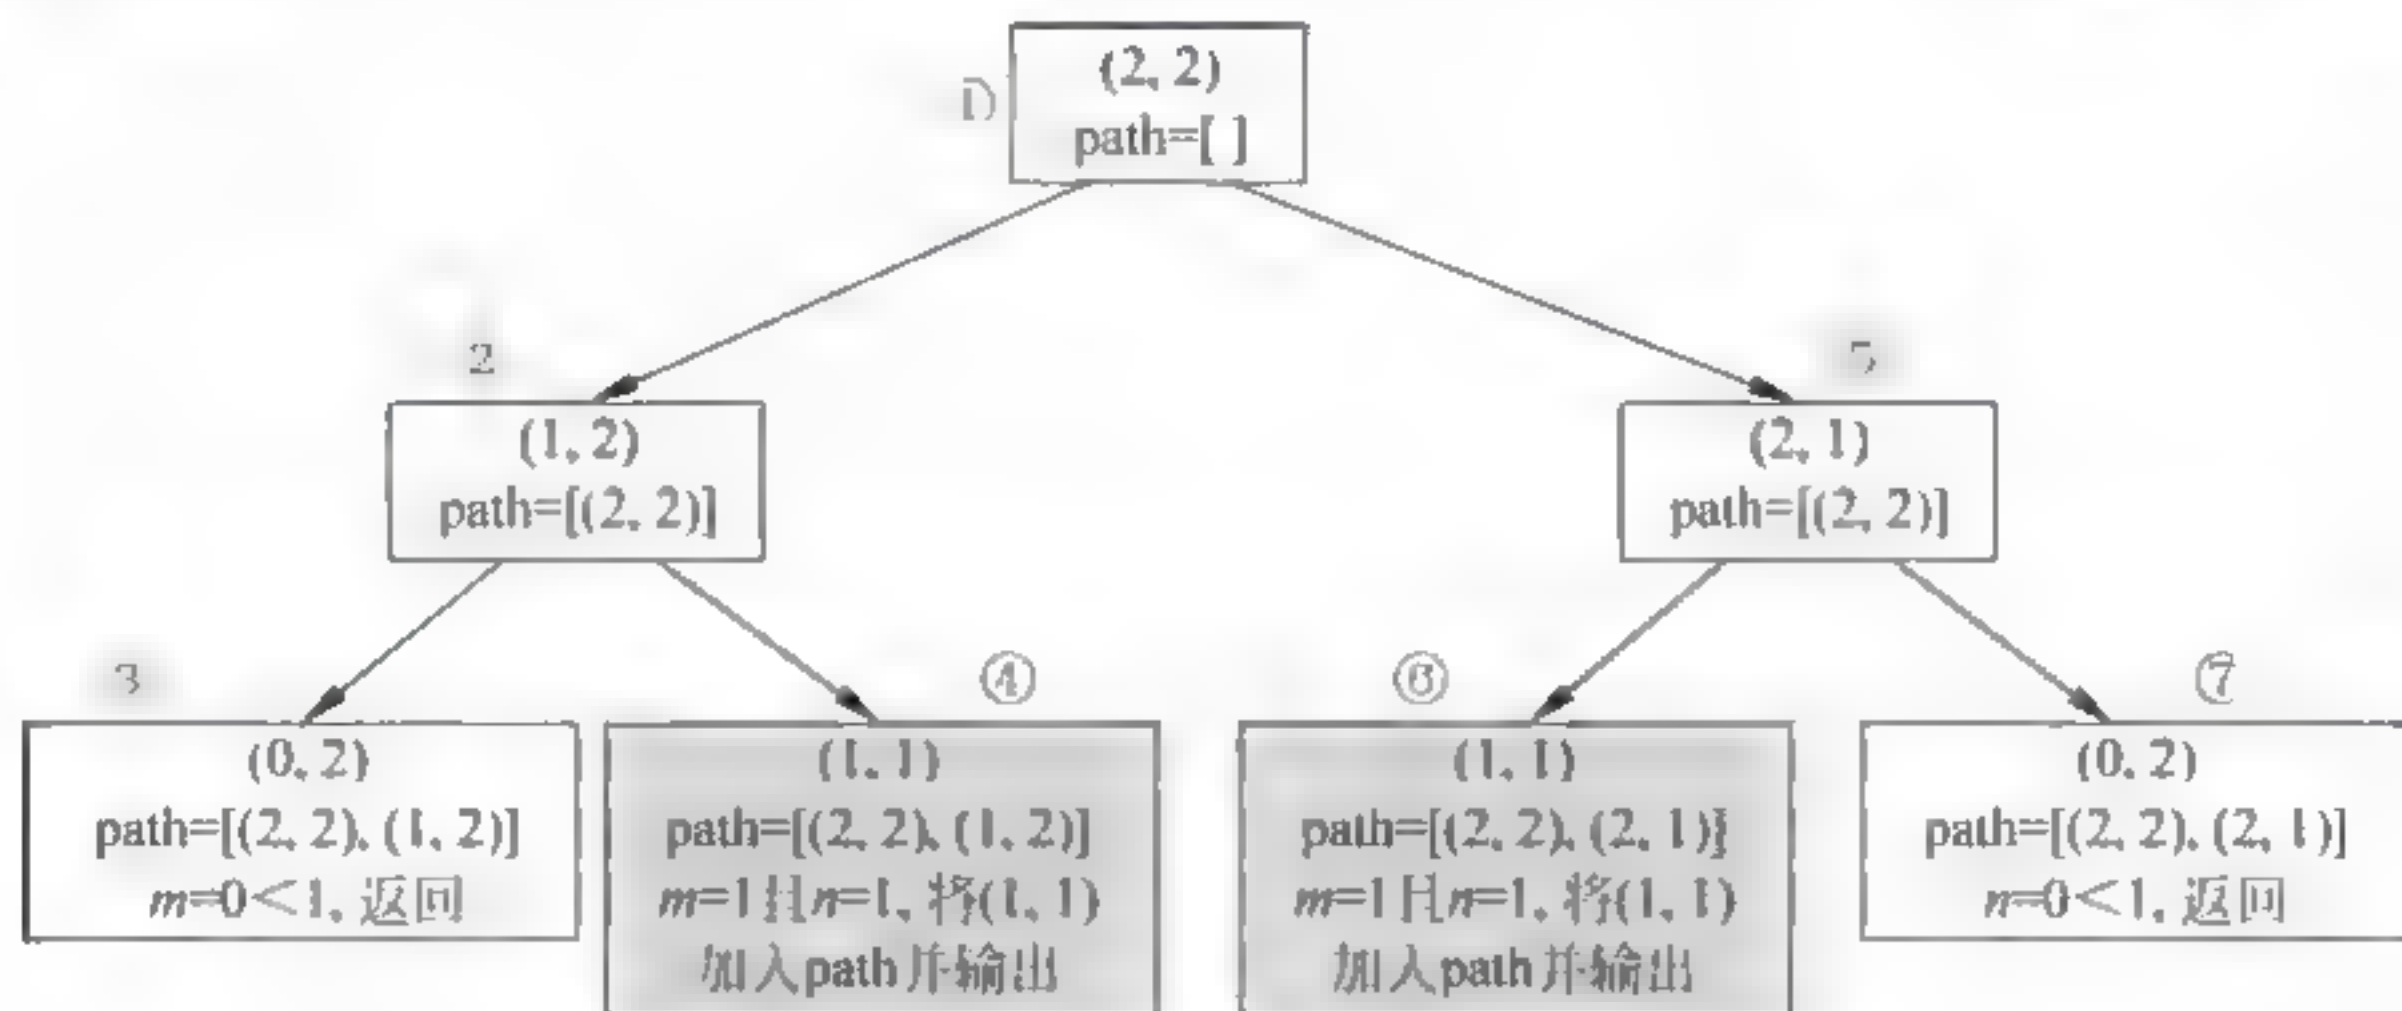 ①
(2, 2)
path=[ ]
2
(1, 2)
path=[(2, 2)]
5
(2, 1)
path=[(2, 2)]
3
(0, 2)
path=[(2, 2), (1, 2)]
m=0<1, 返回
④
(1, 1)
path=[(2, 2), (1, 2)]
m=1且n=1, 将(1, 1)
加入path并输出
⑥
(1, 1)
path=[(2, 2), (2, 1)]
m=1且n=1, 将(1, 1)
加入path并输出
⑦
(0, 2)
path=[(2, 2), (2, 1)]
n=0<1, 返回